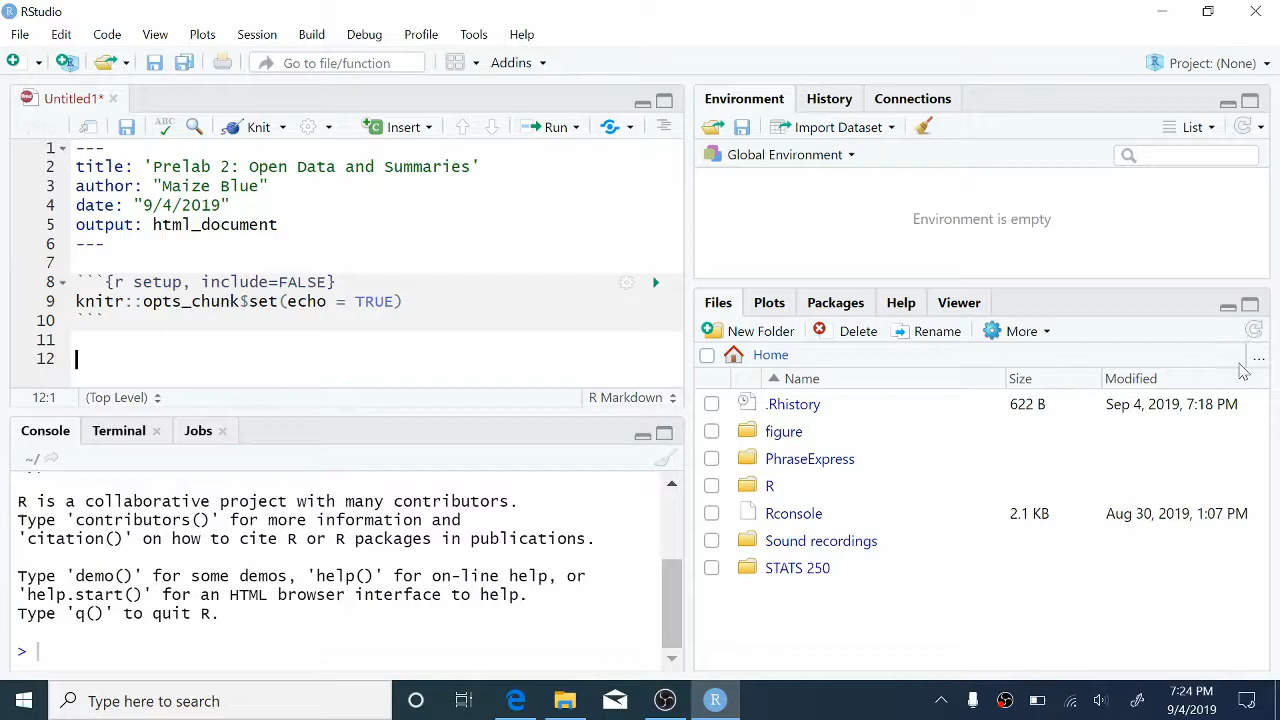 RStudio
File Edit Code View Plots Session Build Debug Profile Tools Help
Go to file/function Addins Project: (None)
Untitled1*
ABC Knit Insert Run
1 ---
2 title: 'Prelab 2: Open Data and Summaries'
3 author: "Maize Blue"
4 date: "9/4/2019"
5 output: html_document
6 ---
7
8 ```{r setup, include=FALSE}
9 knitr::opts_chunk$set(echo = TRUE)
10 ```
11
12
12:1 (Top Level) R Markdown
Console Terminal Jobs
~/
R is a collaborative project with many contributors.
Type 'contributors()' for more information and
'citation()' on how to cite R or R packages in publications.
Type 'demo()' for some demos, 'help()' for on-line help, or
'help.start()' for an HTML browser interface to help.
Type 'q()' to quit R.
>
Environment History Connections
Import Dataset List
Global Environment
Environment is empty
Files Plots Packages Help Viewer
New Folder Delete Rename More
Home ...
Name Size Modified
.Rhistory 622 B Sep 4, 2019, 7:18 PM
figure
PhraseExpress
R
Rconsole 2.1 KB Aug 30, 2019, 1:07 PM
Sound recordings
STATS 250
Type here to search
R
7:24 PM
9/4/2019